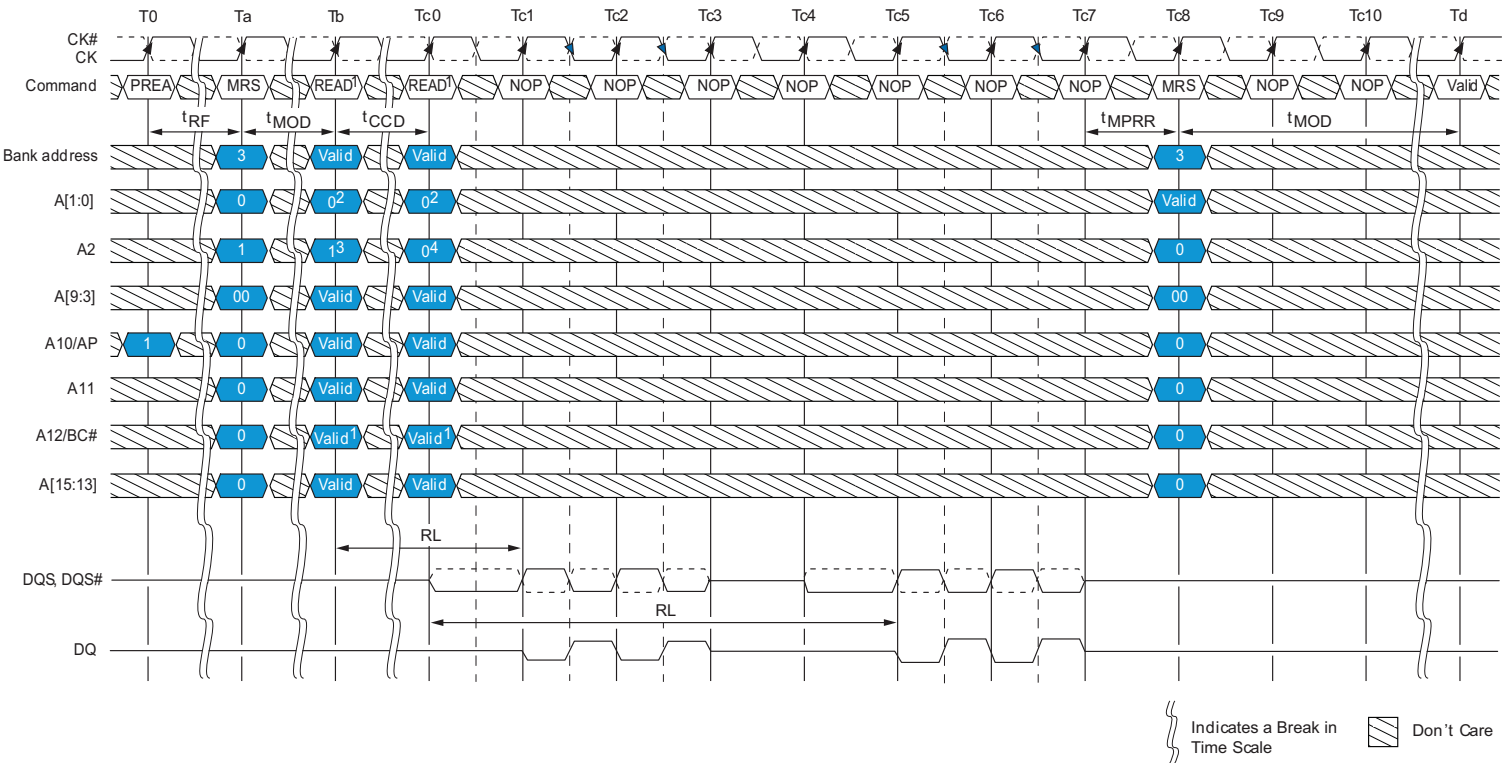 T0 Ta Tb Tc0 Tc1 Tc2 Tc3 Tc4 Tc5 Tc6 Tc7 Tc8 Tc9 Tc10 Td
CK#
CK
Command PREA MRS READ1 READ1 NOP NOP NOP NOP NOP NOP NOP MRS NOP NOP Valid
tRF tMOD tCCD tMPRR tMOD
Bank address 3 Valid Valid 3
A[1:0] 0 02 02 Valid
A2 1 13 04 0
A[9:3] 00 Valid Valid 00
A10/AP 1 0 Valid Valid 0
A11 0 Valid Valid 0
A12/BC# 0 Valid1 Valid1 0
A[15:13] 0 Valid Valid 0
RL
DQS, DQS#
RL
DQ
Indicates a Break in
Time Scale
Don't Care